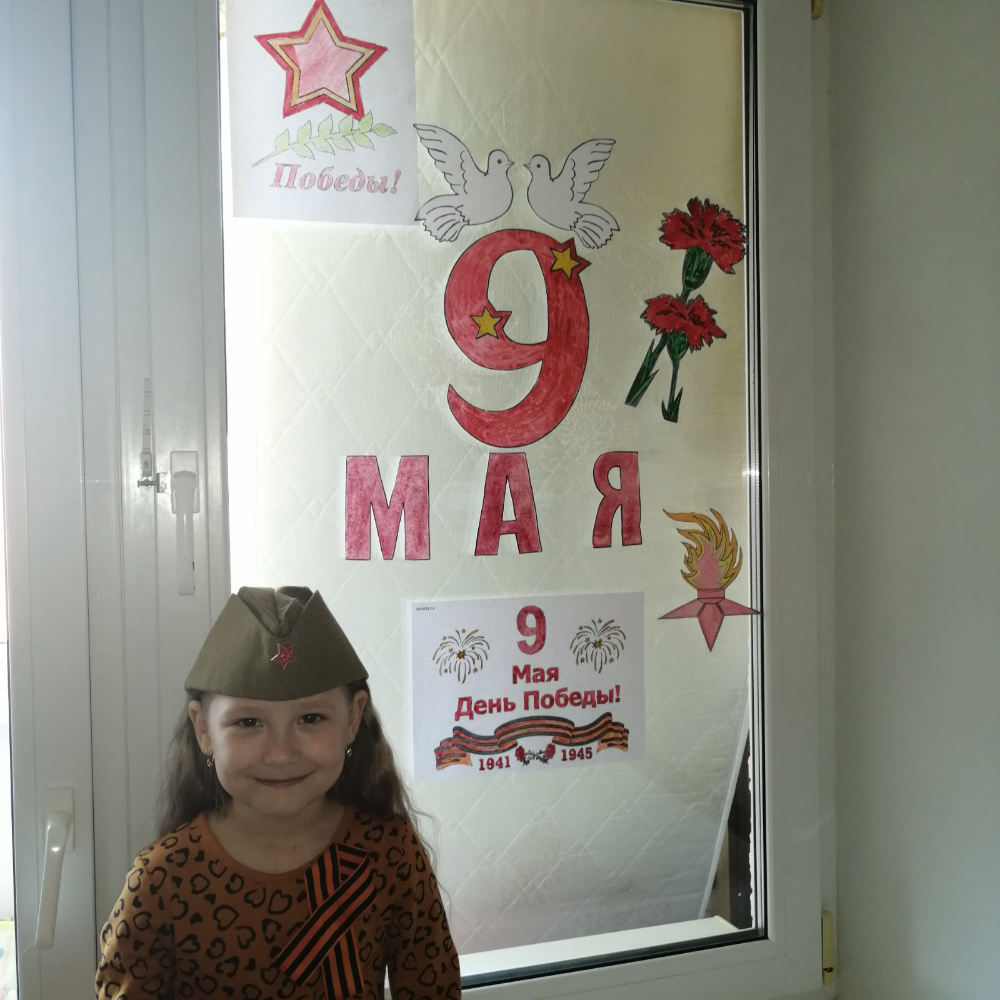 Победы!
9
МАЯ
solkids.ru
9
Мая
День Победы!
1941 1945